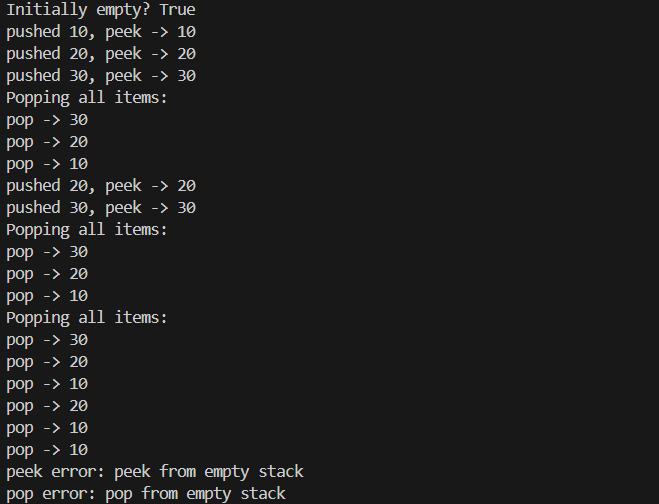 Initially empty? True
pushed 10, peek -> 10
pushed 20, peek -> 20
pushed 30, peek -> 30
Popping all items:
pop -> 30
pop -> 20
pop -> 10
pushed 20, peek -> 20
pushed 30, peek -> 30
Popping all items:
pop -> 30
pop -> 20
pop -> 10
Popping all items:
pop -> 30
pop -> 20
pop -> 10
pop -> 20
pop -> 10
pop -> 10
peek error: peek from empty stack
pop error: pop from empty stack